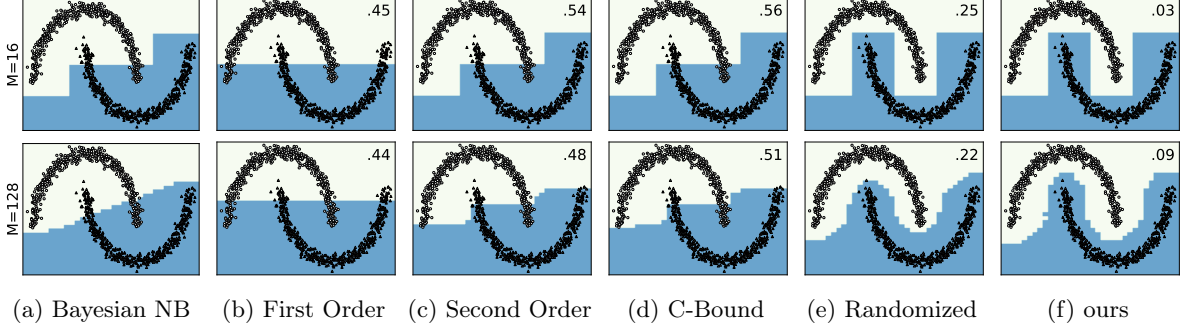 M=16
.45
.54
.56
.25
.03
M=128
.44
.48
.51
.22
.09
(a) Bayesian NB
(b) First Order
(c) Second Order
(d) C-Bound
(e) Randomized
(f) ours